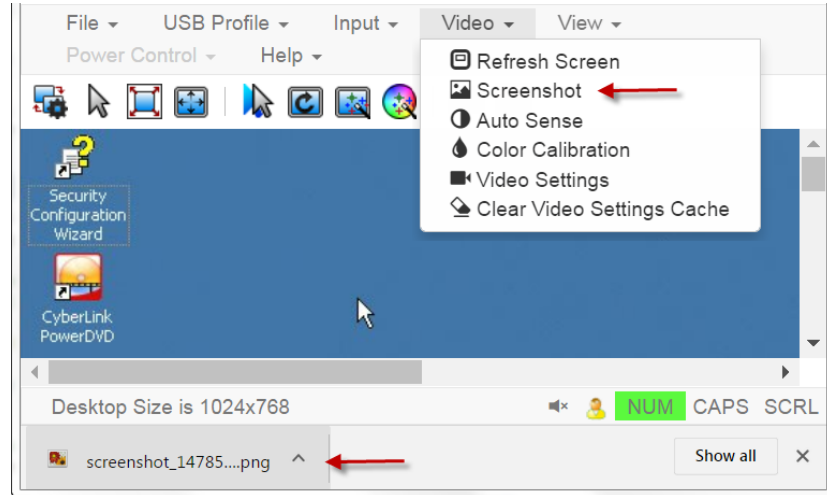 File USB Profile Input Video View
Power Control Help
Refresh Screen
Screenshot
Auto Sense
Color Calibration
Video Settings
Clear Video Settings Cache
Security
Configuration
Wizard
CyberLink
PowerDVD
Desktop Size is 1024x768 NUM CAPS SCRL
screenshot_14785....png Show all